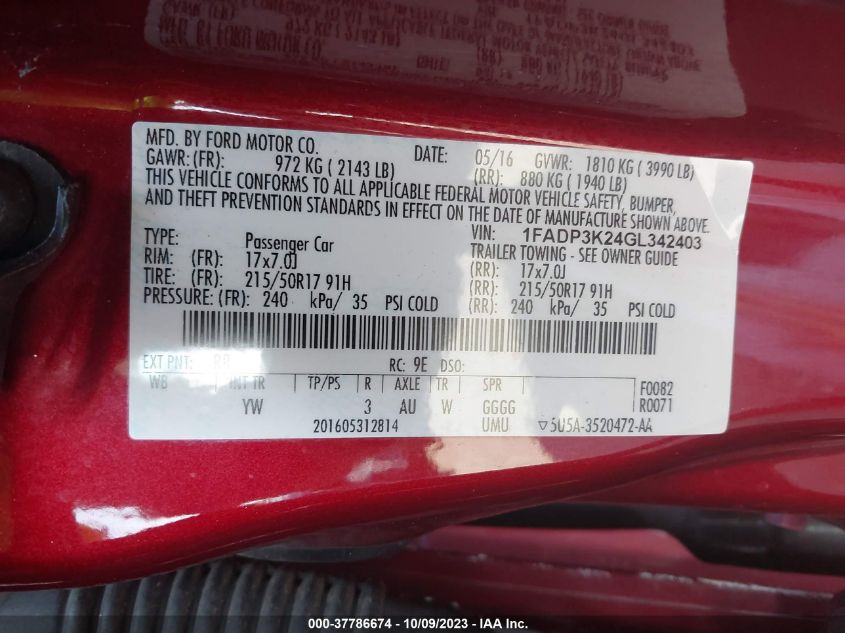 MFD. BY FORD MOTOR CO. DATE: 05/16 GVWR: 1810 KG ( 3990 LB)
GAWR: (FR): 972 KG ( 2143 LB) (RR): 880 KG ( 1940 LB)
THIS VEHICLE CONFORMS TO ALL APPLICABLE FEDERAL MOTOR VEHICLE SAFETY, BUMPER,
AND THEFT PREVENTION STANDARDS IN EFFECT ON THE DATE OF MANUFACTURE SHOWN ABOVE.
VIN: 1FADP3K24GL342403
TYPE: Passenger Car TRAILER TOWING - SEE OWNER GUIDE
RIM: (FR): 17x7.0J (RR): 17x7.0J
TIRE: (FR): 215/50R17 91H (RR): 215/50R17 91H
PRESSURE: (FR): 240 kPa/ 35 PSI COLD (RR): 240 kPa/ 35 PSI COLD
EXT PNT: RR RC: 9E DSO:
WB INT TR TP/PS R AXLE TR SPR F0082
YW 3 AU W GGGG R0071
201605312814 UMU ▽5U5A-3520472-AA
000-37786674 - 10/09/2023 - IAA Inc.